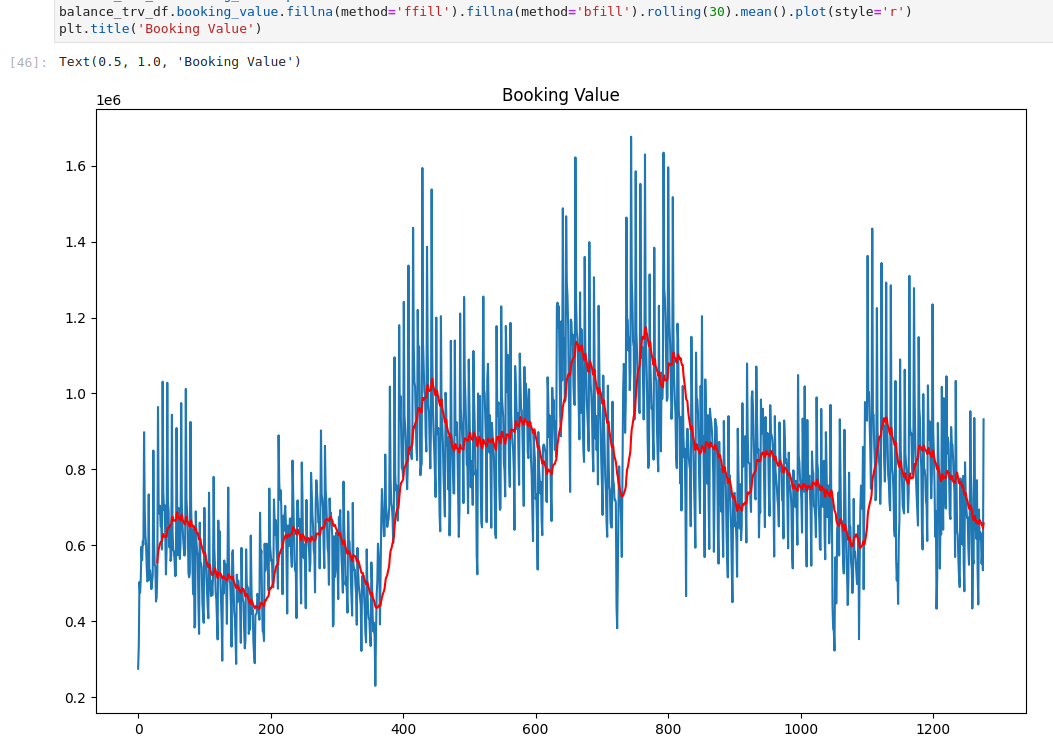 balance_trv_df.booking_value.fillna(method='ffill').fillna(method='bfill').rolling(30).mean().plot(style='r')
plt.title('Booking Value')
[46]: Text(0.5, 1.0, 'Booking Value')
Booking Value
1e6
1.6
1.4
1.2
1.0
0.8
0.6
0.4
0.2
0 200 400 600 800 1000 1200